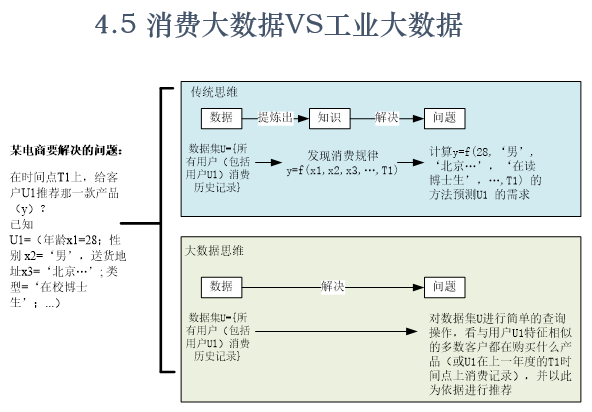 4.5 消费大数据VS工业大数据
某电商要解决的问题:
在时间点T1上，给客
户U1推荐那一款产品
（y）?
已知
U1=（年龄x1=28；性
别 x2=‘男’，送货地
址x3=‘北京…’; 类
型=‘在校博士
生’；...）
传统思维
数据
提炼出
知识
解决
问题
数据集U={所
有用户（包括
用户U1）消费
历史记录}
发现消费规律
y=f(x1,x2,x3,…,T1)
计算y=f(28,‘男’,
‘北京…’,‘在读
博士生’,…,T1) 的
方法预测U1 的需求
大数据思维
数据
解决
问题
数据集U={所
有用户（包括
用户U1）消费
历史记录}
对数据集U进行简单的查询
操作，看与用户U1特征相似
的多数客户都在购买什么产
品（或U1在上一年度的T1时
间点上消费记录），并以此
为依据进行推荐